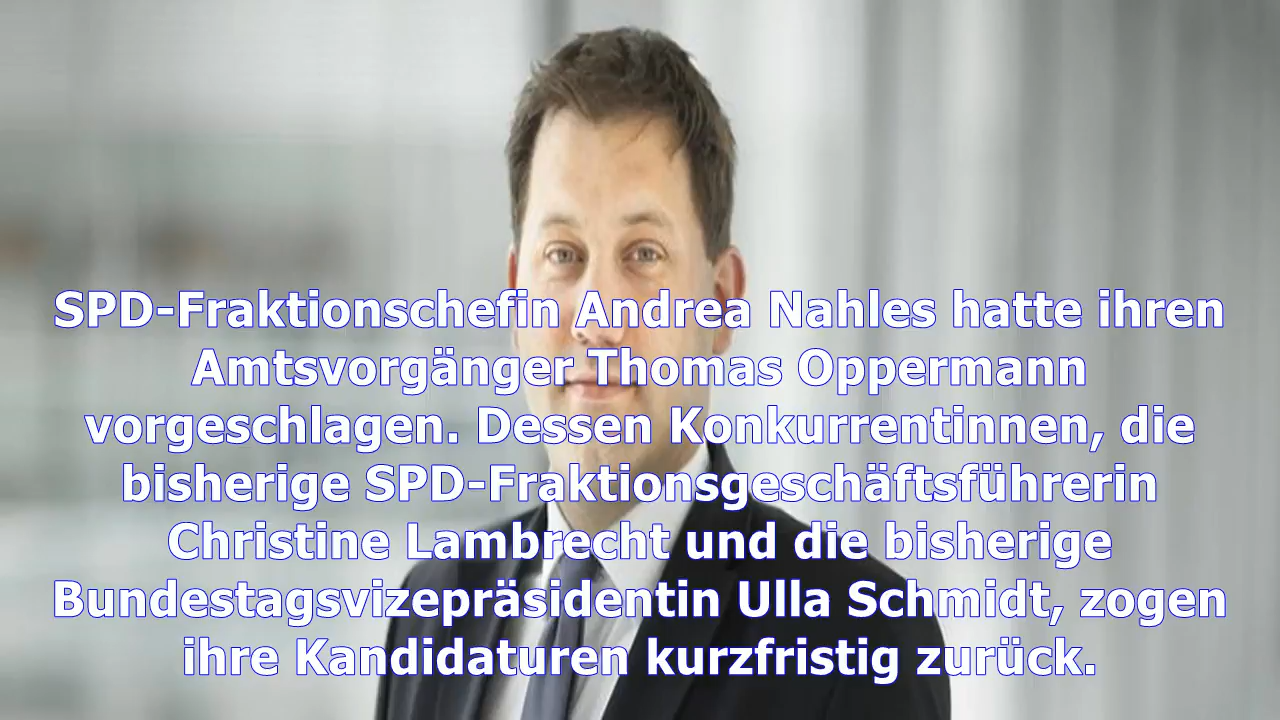 SPD-Fraktionschefin Andrea Nahles hatte ihren
Amtsvorgänger Thomas Oppermann
vorgeschlagen. Dessen Konkurrentinnen, die
bisherige SPD-Fraktionsgeschäftsführerin
Christine Lambrecht und die bisherige
Bundestagsvizepräsidentin Ulla Schmidt, zogen
ihre Kandidaturen kurzfristig zurück.